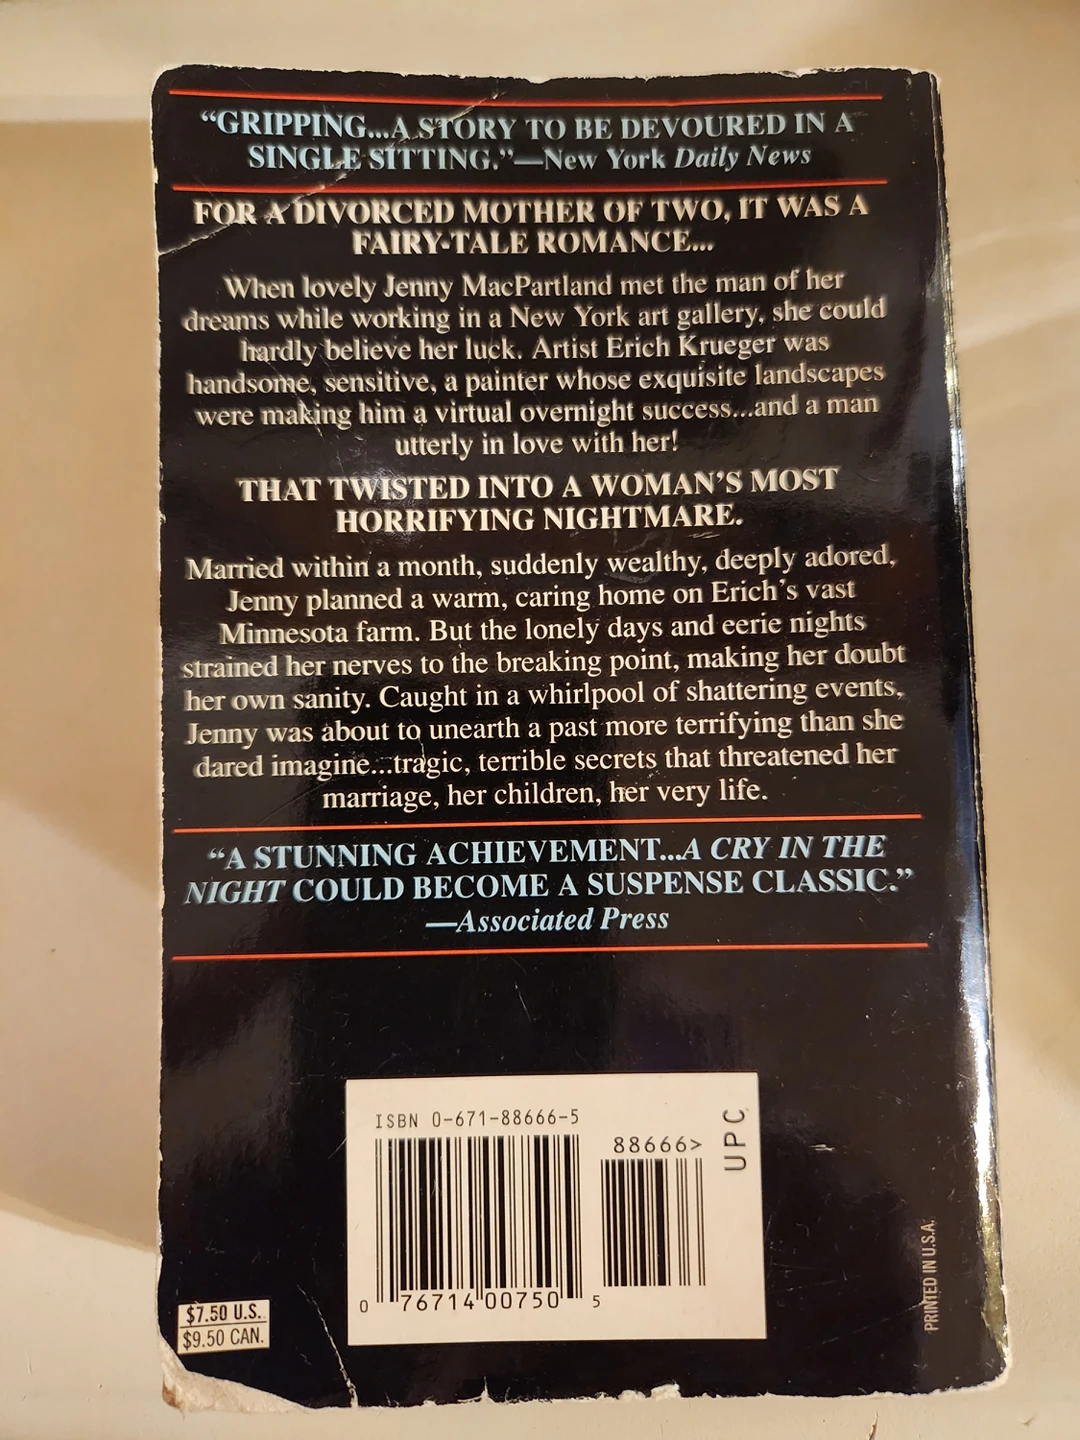 “GRIPPING...A STORY TO BE DEVOURED IN A
SINGLE SITTING.”—New York Daily News
FOR A DIVORCED MOTHER OF TWO, IT WAS A
FAIRY-TALE ROMANCE...
When lovely Jenny MacPartland met the man of her
dreams while working in a New York art gallery, she could
hardly believe her luck. Artist Erich Krueger was
handsome, sensitive, a painter whose exquisite landscapes
were making him a virtual overnight success...and a man
utterly in love with her!
THAT TWISTED INTO A WOMAN’S MOST
HORRIFYING NIGHTMARE.
Married within a month, suddenly wealthy, deeply adored,
Jenny planned a warm, caring home on Erich’s vast
Minnesota farm. But the lonely days and eerie nights
strained her nerves to the breaking point, making her doubt
her own sanity. Caught in a whirlpool of shattering events,
Jenny was about to unearth a past more terrifying than she
dared imagine...tragic, terrible secrets that threatened her
marriage, her children, her very life.
“A STUNNING ACHIEVEMENT...A CRY IN THE
NIGHT COULD BECOME A SUSPENSE CLASSIC.”
—Associated Press
ISBN 0-671-88666-5
88666>
UPC
0 76714 00750 5
$7.50 U.S.
$9.50 CAN.
PRINTED IN U.S.A.